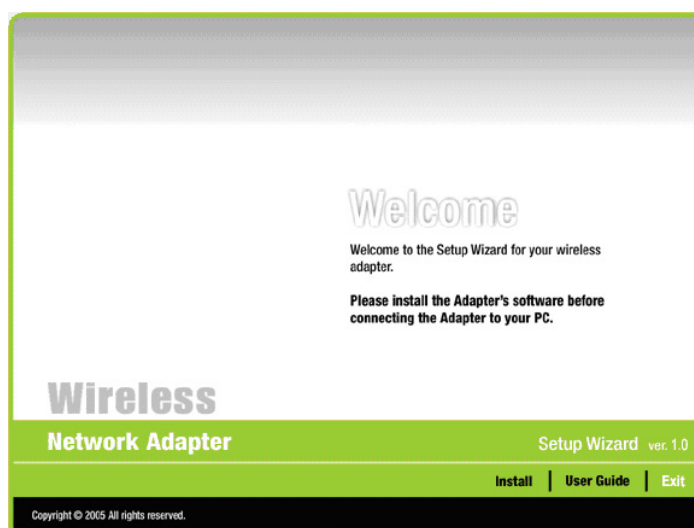 Welcome
Welcome to the Setup Wizard for your wireless
adapter.
Please install the Adapter's software before
connecting the Adapter to your PC.
Wireless
Network Adapter
Setup Wizard ver. 1.0
Install | User Guide | Exit
Copyright © 2005 All rights reserved.